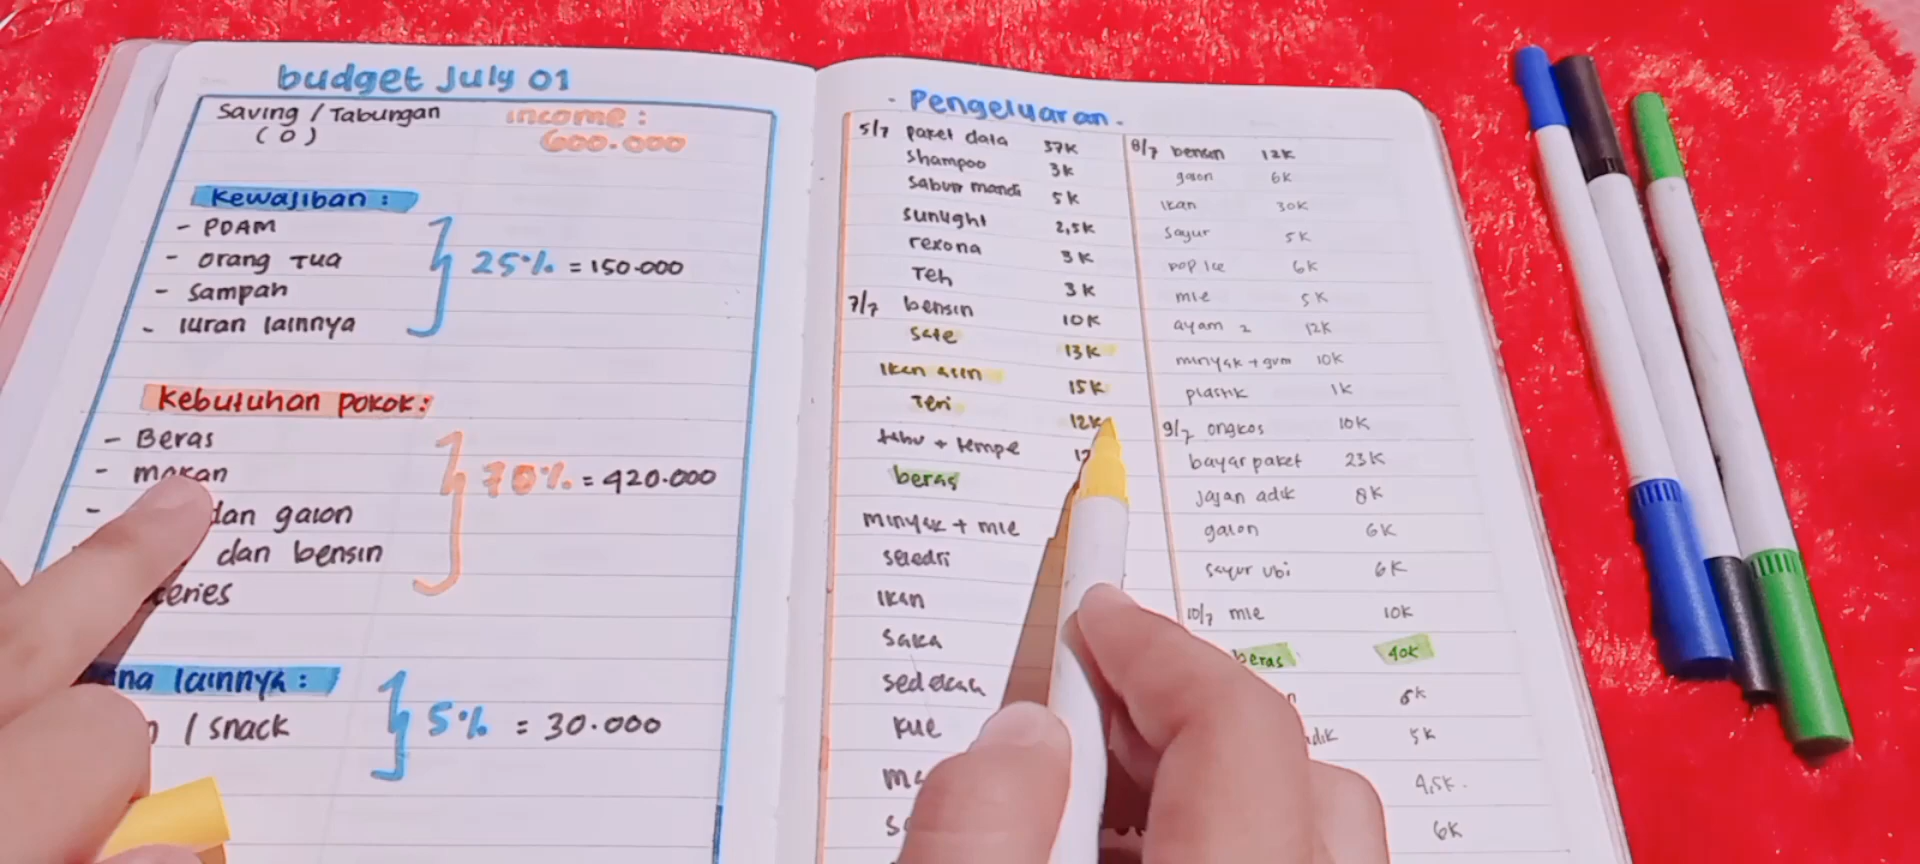 budget July 01
Saving / Tabungan
(0)
income:
600.000
Kewajiban:
- PDAM
- orang Tua
- Sampah
- Iuran lainnya
25% = 150.000
Kebutuhan pokok:
- Beras
- makan
- dan galon
dan bensin
70% = 420.000
lainnya:
/ snack
5% = 30.000
- Pengeluaran.
5/7 paket data 37K
Shampoo 3K
Sabun mandi 5K
Sunlight 2,5K
rexona 3K
Teh 3K
7/7 bensin 10K
Sate 13K
Ikan asin 15K
Teri 12K
tahu + tempe
beras
minyak + mie
seledri
Ikan
sedekah
kue
8/7 bensin 12K
galon 6K
Ikan 30K
Sayur 5K
pop Ice 6K
mie 5K
ayam 2 12K
minyak + gum 10K
plastik 1K
9/7 ongkos 10K
bayar paket 23K
Jajan adik 8K
galon 6K
sayur ubi 6K
10/7 mie 10K
beras 40K
5K
4,5K.
6K